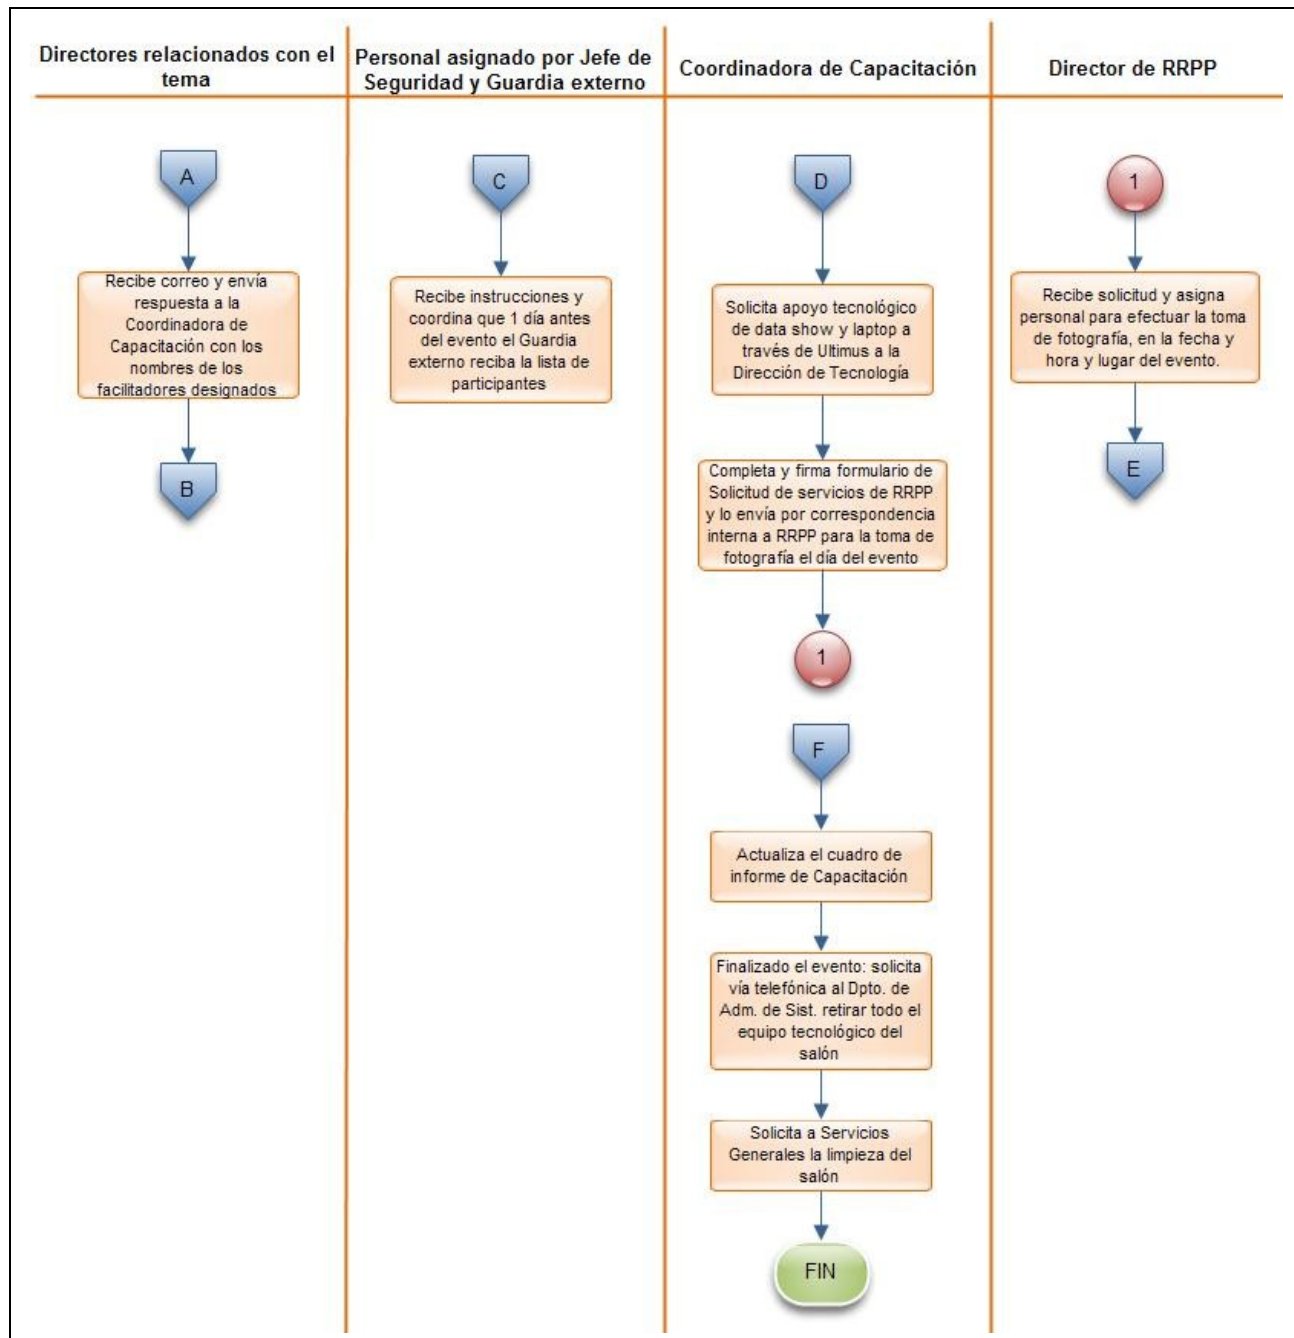 Directores relacionados con el
tema
Personal asignado por Jefe de
Seguridad y Guardia externo
Coordinadora de Capacitación
Director de RRPP
A
Recibe correo y envía
respuesta a la
Coordinadora de
Capacitación con los
nombres de los
facilitadores designados
B
C
Recibe instrucciones y
coordina que 1 día antes
del evento el Guardia
externo reciba la lista de
participantes
D
Solicita apoyo tecnológico
de data show y laptop a
través de Ultimus a la
Dirección de Tecnología
Completa y firma formulario de
Solicitud de servicios de RRPP
y lo envía por correspondencia
interna a RRPP para la toma de
fotografía el día del evento
1
F
Actualiza el cuadro de
informe de Capacitación
Finalizado el evento: solicita
vía telefónica al Dpto. de
Adm. de Sist. retirar todo el
equipo tecnológico del
salón
Solicita a Servicios
Generales la limpieza del
salón
FIN
1
Recibe solicitud y asigna
personal para efectuar la toma
de fotografía, en la fecha y
hora y lugar del evento.
E